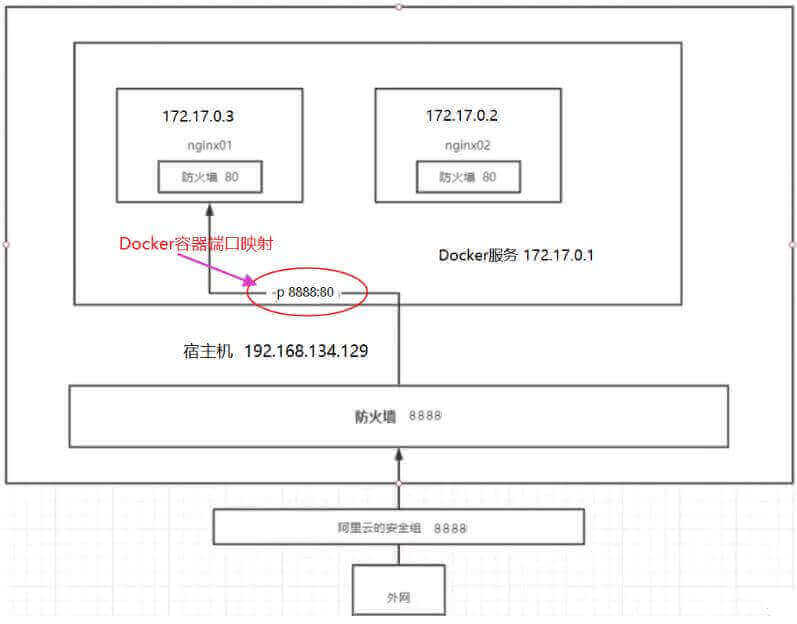 172.17.0.3
nginx01
防火墙 80
172.17.0.2
nginx02
防火墙 80
Docker容器端口映射
Docker服务 172.17.0.1
-p 8888:80
宿主机 192.168.134.129
防火墙 8888
阿里云的安全组 8888
外网